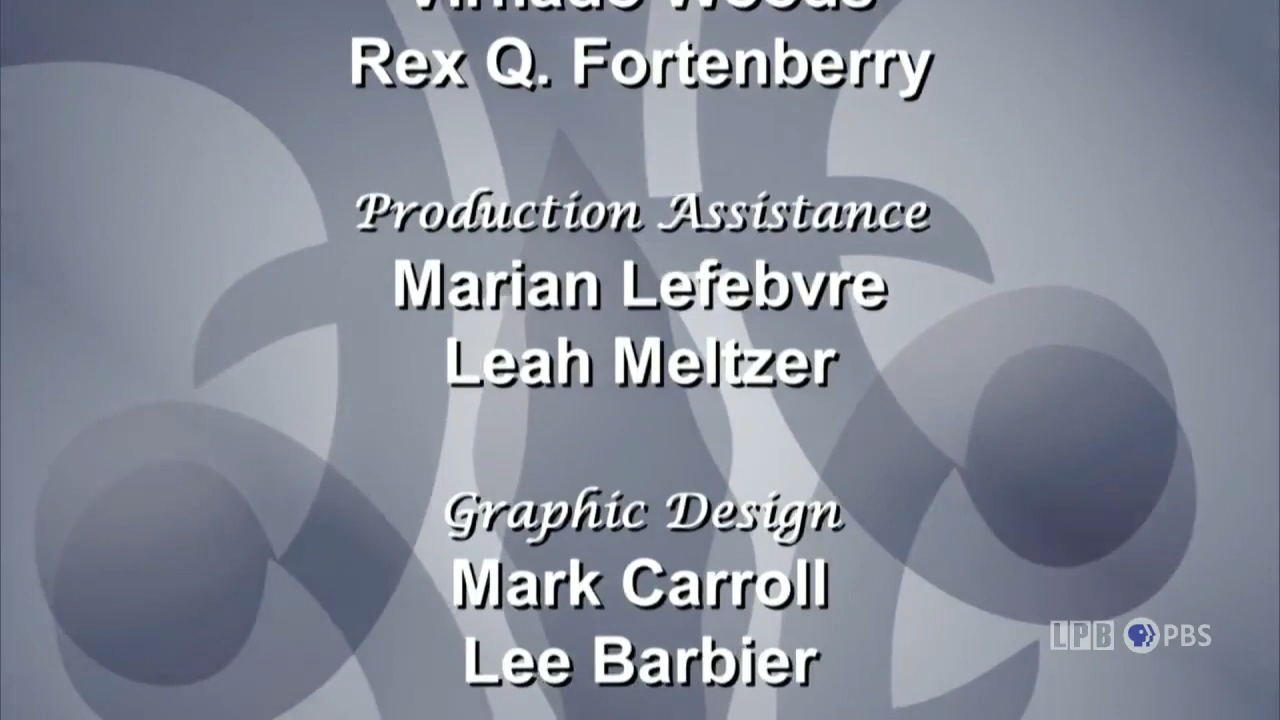 Rex Q. Fortenberry
Production Assistance
Marian Lefebvre
Leah Meltzer
Graphic Design
Mark Carroll
Lee Barbier
LPB PBS